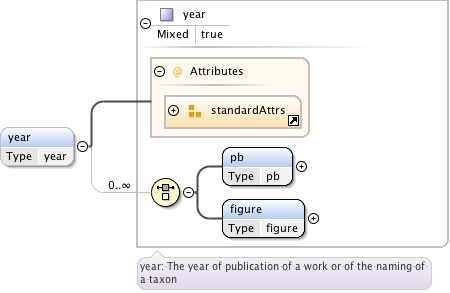 year
Mixed true
@ Attributes
standardAttrs
year
Type year
0..∞
pb
Type pb
figure
Type figure
year: The year of publication of a work or of the naming of
a taxon